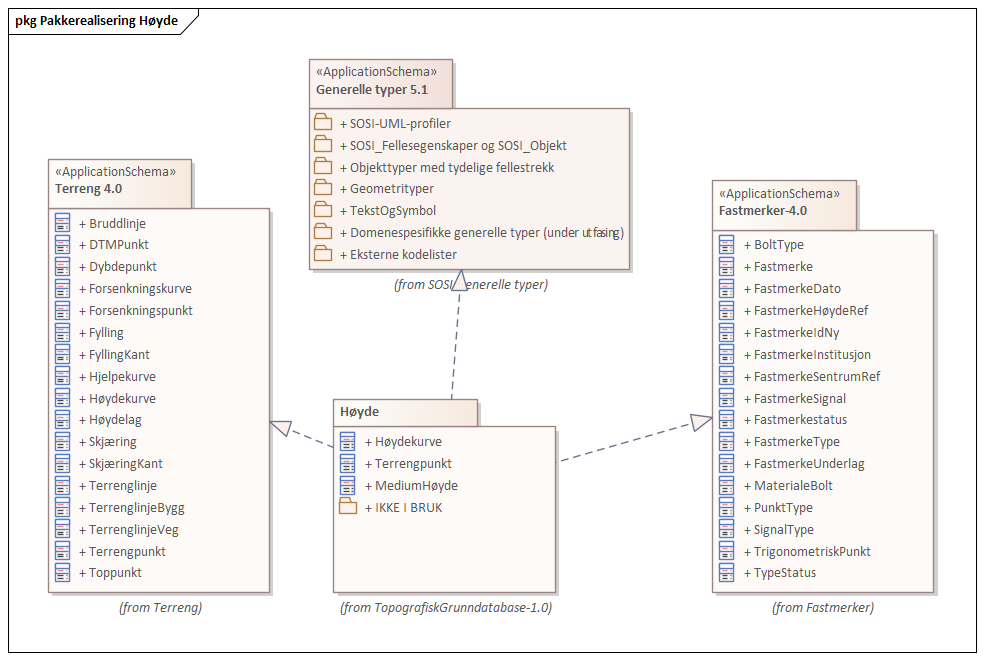 pkg Pakkerealisering Høyde
«ApplicationSchema»
Generelle typer 5.1
+ SOSI-UML-profiler
+ SOSI_Fellesegenskaper og SOSI_Objekt
+ Objekttyper med tydelige fellestrekk
+ Geometrityper
+ TekstOgSymbol
+ Domenespesifikke generelle typer (under utfasing)
+ Eksterne kodelister
(from SOSI generelle typer)
«ApplicationSchema»
Terreng 4.0
+ Bruddlinje
+ DTMPunkt
+ Dybdepunkt
+ Forsenkningskurve
+ Forsenkningspunkt
+ Fylling
+ FyllingKant
+ Hjelpekurve
+ Høydekurve
+ Høydelag
+ Skjæring
+ SkjæringKant
+ Terrenglinje
+ TerrenglinjeBygg
+ TerrenglinjeVeg
+ Terrengpunkt
+ Toppunkt
(from Terreng)
Høyde
+ Høydekurve
+ Terrengpunkt
+ MediumHøyde
+ IKKE I BRUK
(from TopografiskGrunndatabase-1.0)
«ApplicationSchema»
Fastmerker-4.0
+ BoltType
+ Fastmerke
+ FastmerkeDato
+ FastmerkeHøydeRef
+ FastmerkeIdNy
+ FastmerkeInstitusjon
+ FastmerkeSentrumRef
+ FastmerkeSignal
+ Fastmerkestatus
+ FastmerkeType
+ FastmerkeUnderlag
+ MaterialeBolt
+ PunktType
+ SignalType
+ TrigonometriskPunkt
+ TypeStatus
(from Fastmerker)